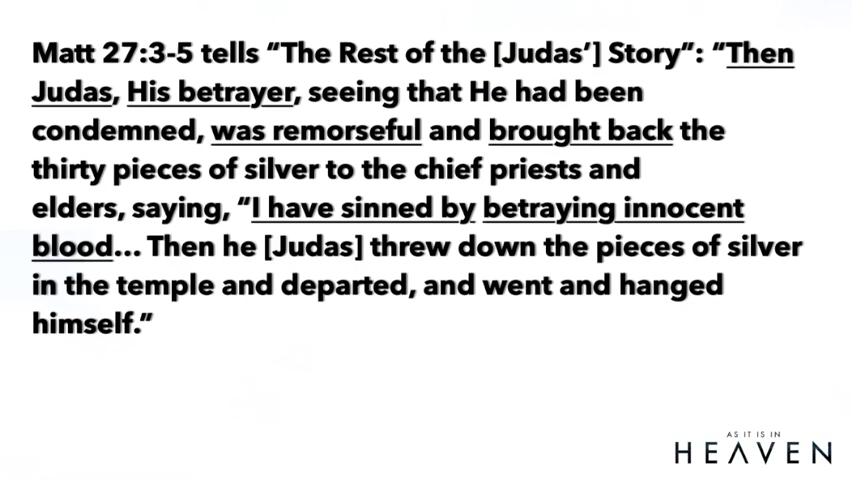 Matt 27:3-5 tells “The Rest of the [Judas’] Story”: “Then
Judas, His betrayer, seeing that He had been
condemned, was remorseful and brought back the
thirty pieces of silver to the chief priests and
elders, saying, “I have sinned by betraying innocent
blood… Then he [Judas] threw down the pieces of silver
in the temple and departed, and went and hanged
himself.”
AS IT IS IN
HEAVEN